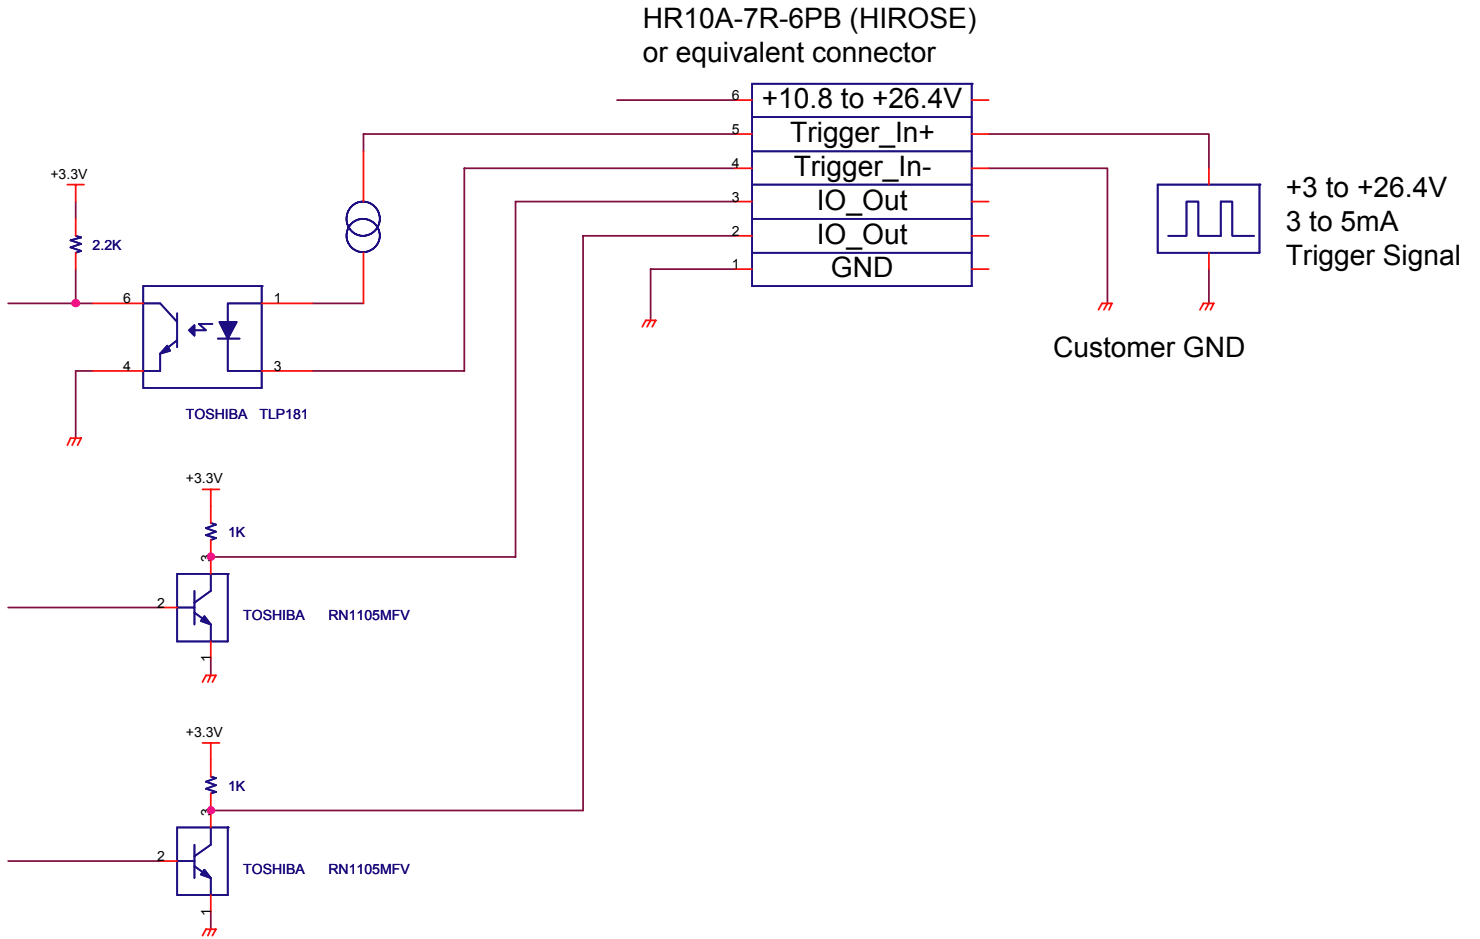 HR10A-7R-6PB (HIROSE)
or equivalent connector
6 +10.8 to +26.4V
5 Trigger_In+
4 Trigger_In-
3 IO_Out
2 IO_Out
1 GND
+3 to +26.4V
3 to 5mA
Trigger Signal
Customer GND
+3.3V
2.2K
6 1
4 3
TOSHIBA TLP181
+3.3V
1K
3
2
TOSHIBA RN1105MFV
1
+3.3V
1K
3
2
TOSHIBA RN1105MFV
1